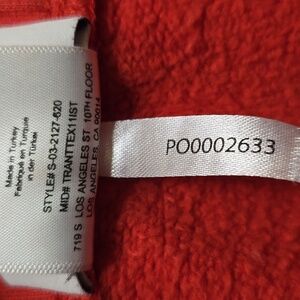 Made in Turkey
Fabriqué en Turquie
in der Türkei
STYLE# S-03-2127-620
MID# TRANTTEX111IST
719 S LOS ANGELES ST 10TH FLOOR
LOS ANGELES, CA 90014
PO0002633